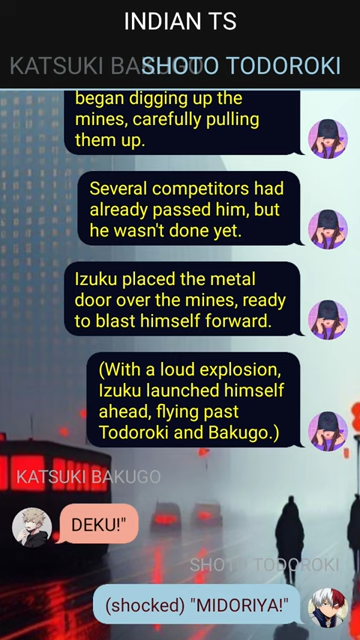 INDIAN TS
KATSUKI BAKUGO SHOTO TODOROKI
began digging up the
mines, carefully pulling
them up.
Several competitors had
already passed him, but
he wasn't done yet.
Izuku placed the metal
door over the mines, ready
to blast himself forward.
(With a loud explosion,
Izuku launched himself
ahead, flying past
Todoroki and Bakugo.)
KATSUKI BAKUGO
DEKU!"
SHOTO TODOROKI
(shocked) "MIDORIYA!"